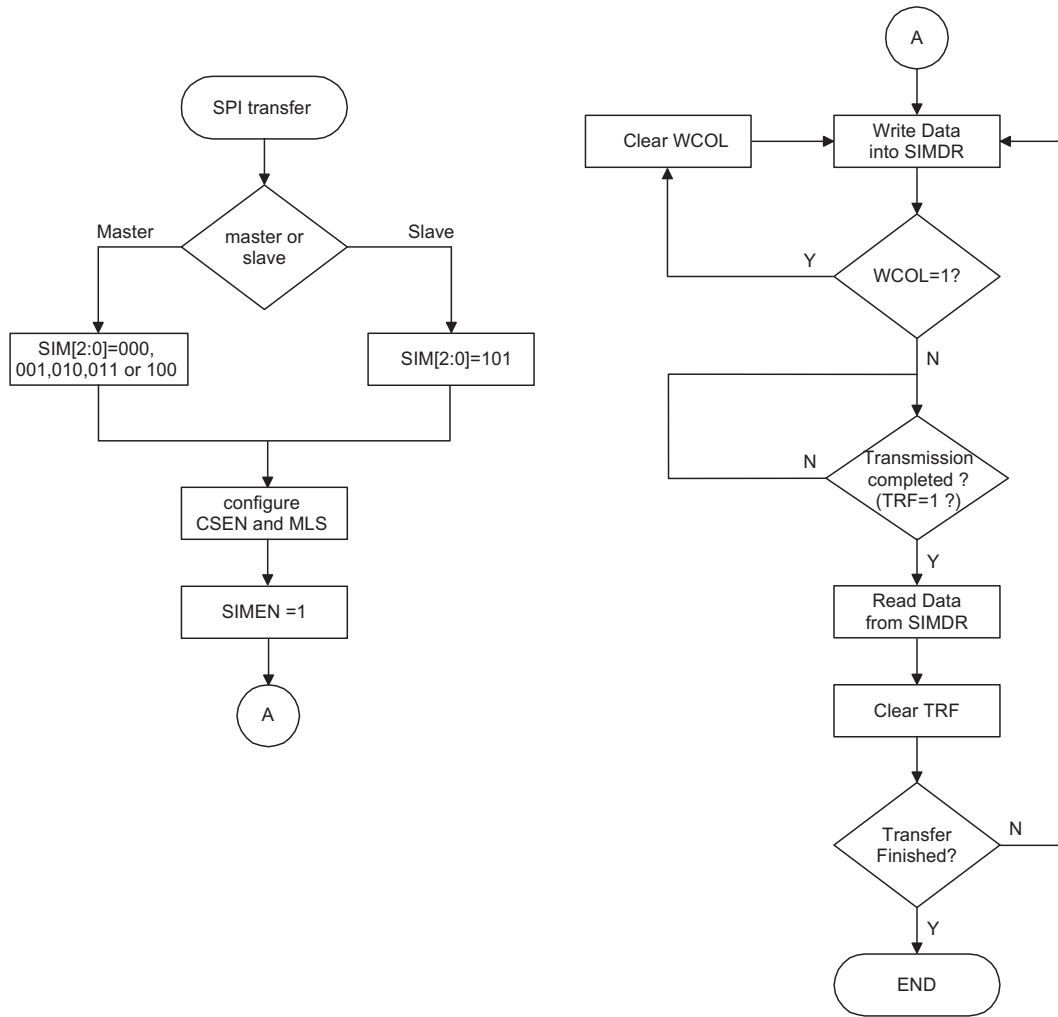 SPI transfer
Master
master or
slave
Slave
SIM[2:0]=000,
001,010,011 or 100
SIM[2:0]=101
configure
CSEN and MLS
SIMEN =1
A
A
Clear WCOL
Write Data
into SIMDR
Y
WCOL=1?
N
N
Transmission
completed ?
(TRF=1 ?)
Y
Read Data
from SIMDR
Clear TRF
Transfer
Finished?
N
Y
END